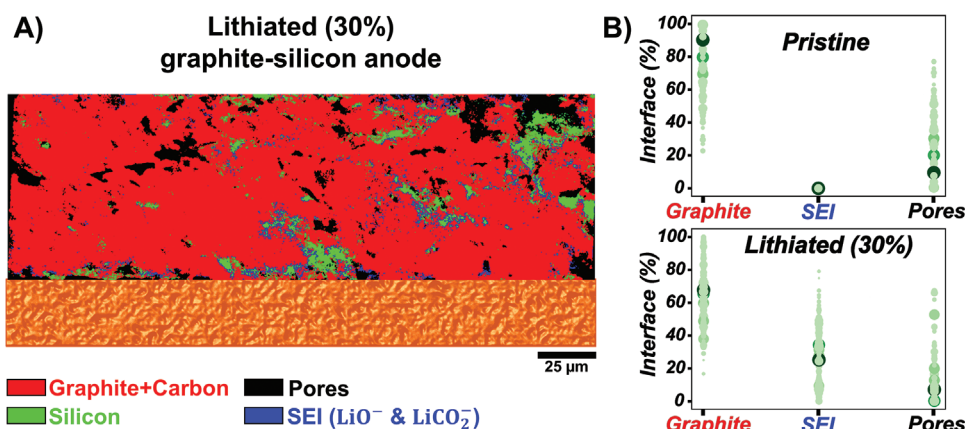 A)
Lithiated (30%)
graphite-silicon anode
25 µm
Graphite+Carbon
Pores
Silicon
SEI (LiO⁻ & LiCO₂⁻)
B)
Pristine
Interface (%)
100
80
60
40
20
0
Graphite SEI Pores
Lithiated (30%)
Interface (%)
100
80
60
40
20
0
Graphite SEI Pores